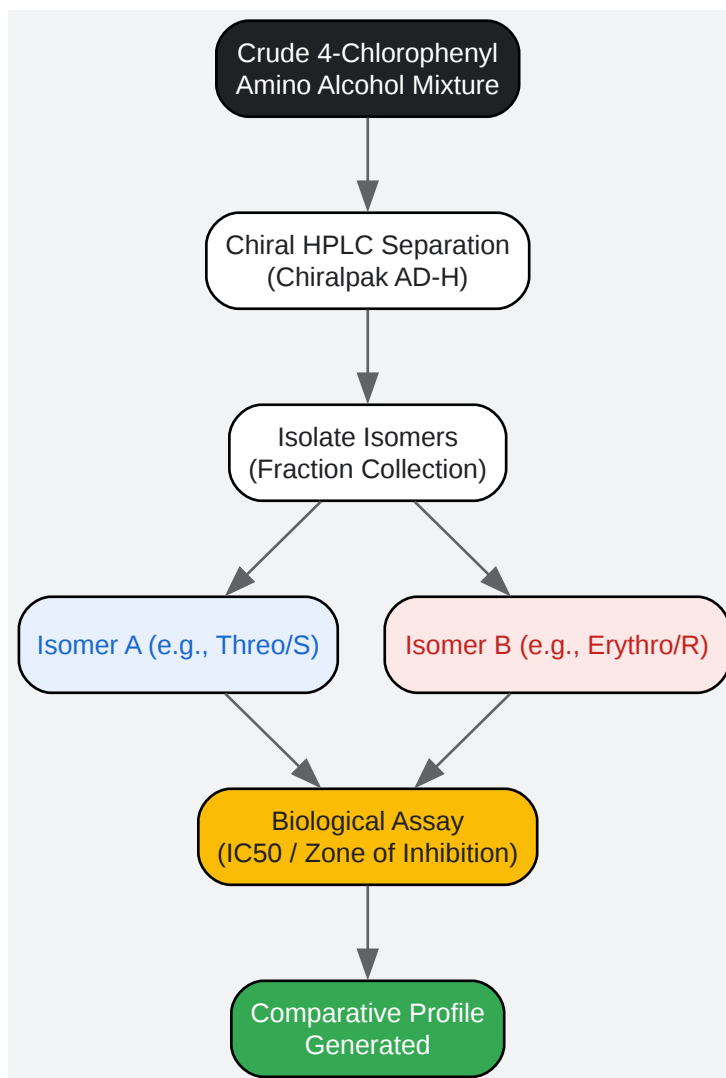 Crude 4-Chlorophenyl
Amino Alcohol Mixture
Chiral HPLC Separation
(Chiralpak AD-H)
Isolate Isomers
(Fraction Collection)
Isomer A (e.g., Threo/S)
Isomer B (e.g., Erythro/R)
Biological Assay
(IC50 / Zone of Inhibition)
Comparative Profile
Generated